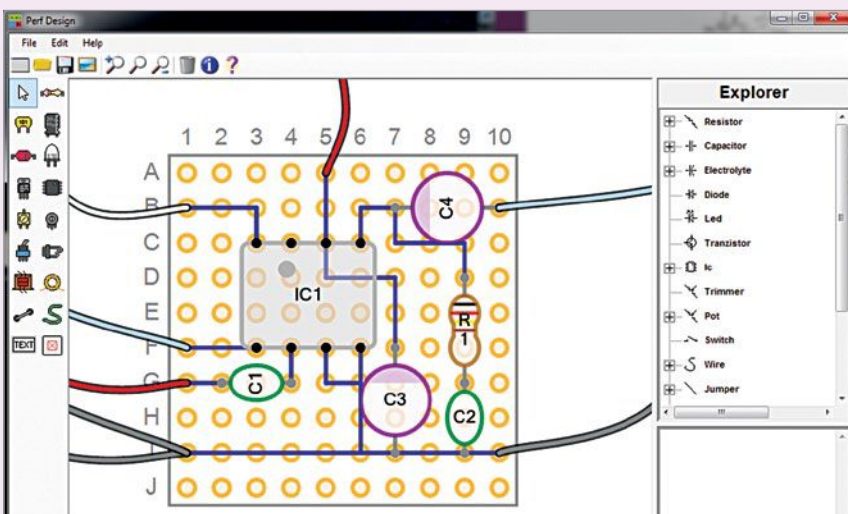 Perf Design
File Edit Help
TEXT
1 2 3 4 5 6 7 8 9 10
A
B
C
D
E
F
G
H
J
C4
IC1
R
1
C1
C3
C2
Explorer
Resistor
Capacitor
Electrolyte
Diode
Led
Tranzistor
Ic
Trimmer
Pot
Switch
Wire
Jumper